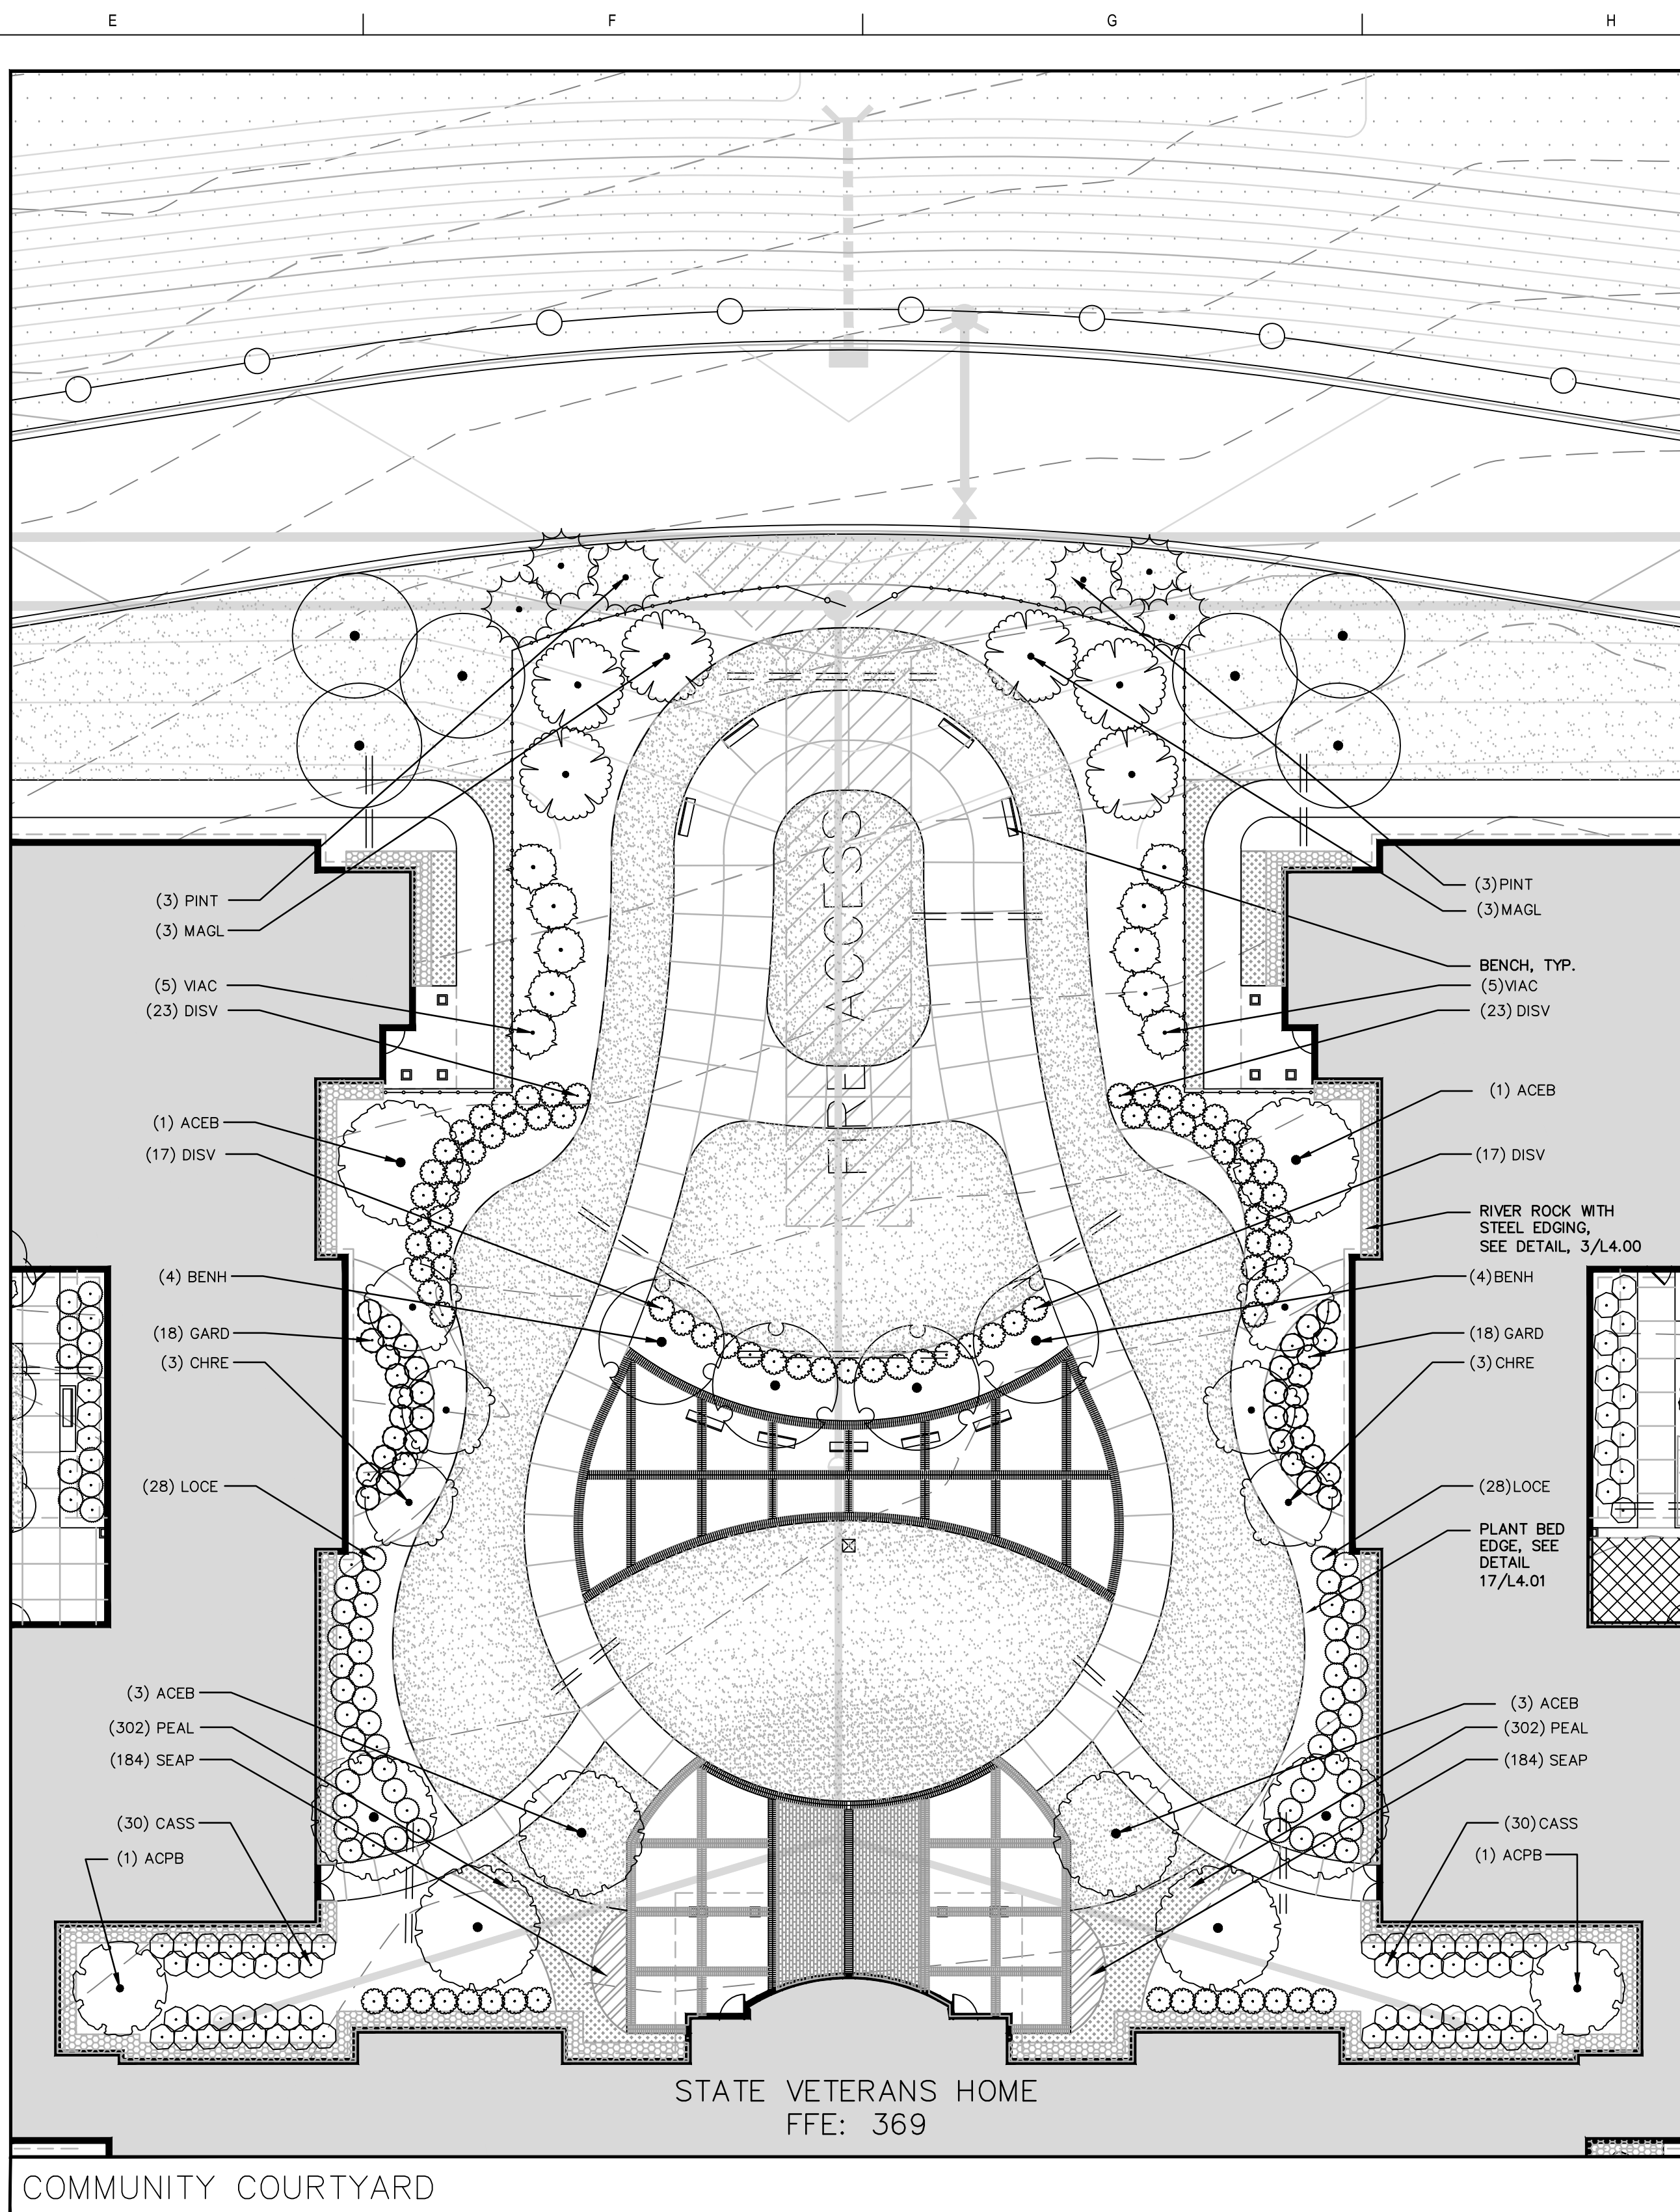 E
F
G
H
FIRE ACCESS
(3) PINT
(3) MAGL
(5) VIAC
(23) DISV
(1) ACEB
(17) DISV
(4) BENH
(18) GARD
(3) CHRE
(28) LOCE
(3) ACEB
(302) PEAL
(184) SEAP
(30) CASS
(1) ACPB
(3) PINT
(3) MAGL
BENCH, TYP.
(5) VIAC
(23) DISV
(1) ACEB
(17) DISV
RIVER ROCK WITH
STEEL EDGING,
SEE DETAIL, 3/L4.00
(4) BENH
(18) GARD
(3) CHRE
(28) LOCE
PLANT BED
EDGE, SEE
DETAIL
17/L4.01
(3) ACEB
(302) PEAL
(184) SEAP
(30) CASS
(1) ACPB
STATE VETERANS HOME
FFE: 369
COMMUNITY COURTYARD